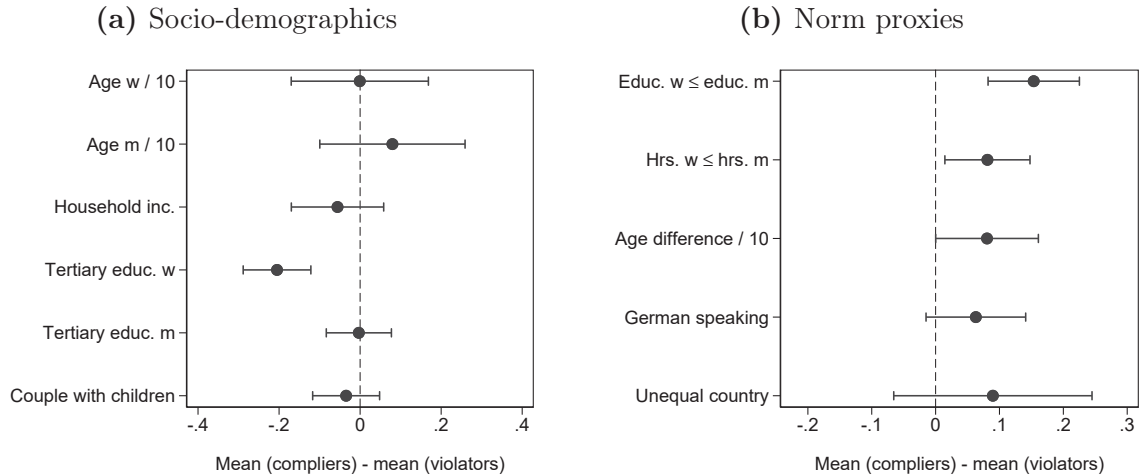 (a) Socio-demographics
Age w / 10
Age m / 10
Household inc.
Tertiary educ. w
Tertiary educ. m
Couple with children
-.4 -.2 0 .2 .4
Mean (compliers) - mean (violators)
(b) Norm proxies
Educ. w ≤ educ. m
Hrs. w ≤ hrs. m
Age difference / 10
German speaking
Unequal country
-.2 -.1 0 .1 .2 .3
Mean (compliers) - mean (violators)